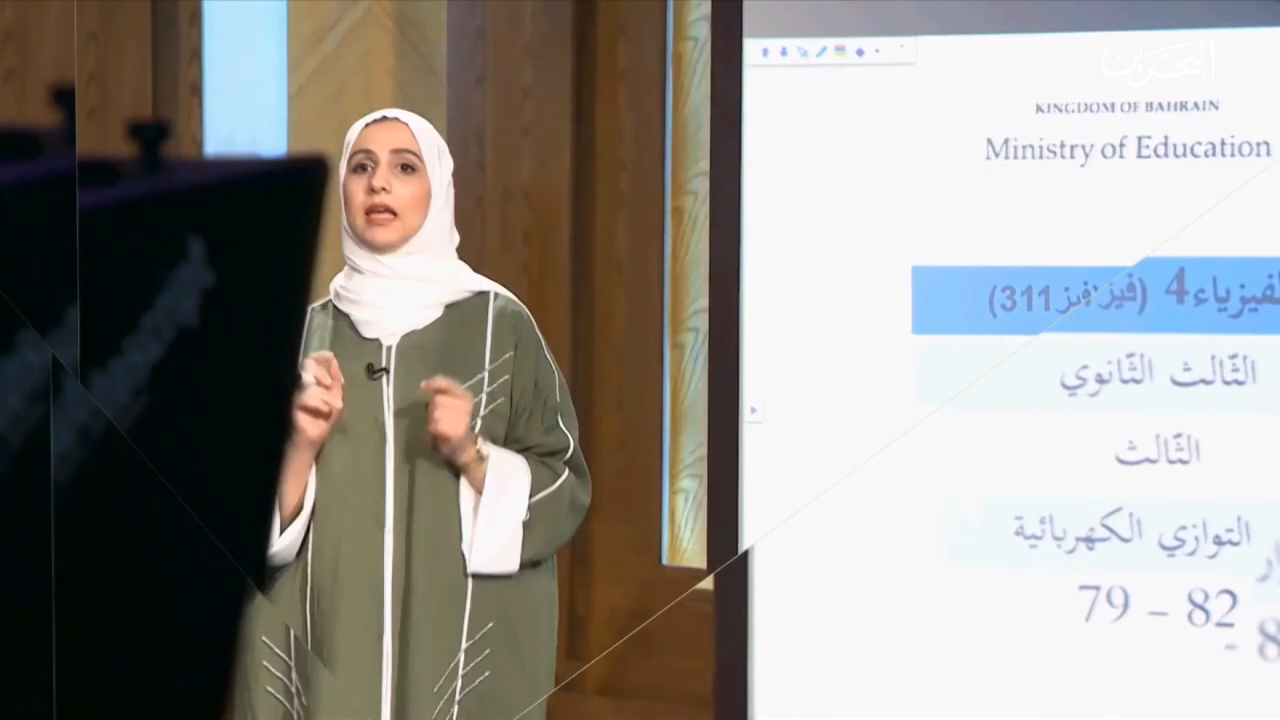 البحرين
KINGDOM OF BAHRAIN
Ministry of Education
الفيزياء4 (فيز311)
الثّالث الثّانوي
الثّالث
التوازي الكهربائية
79 – 82